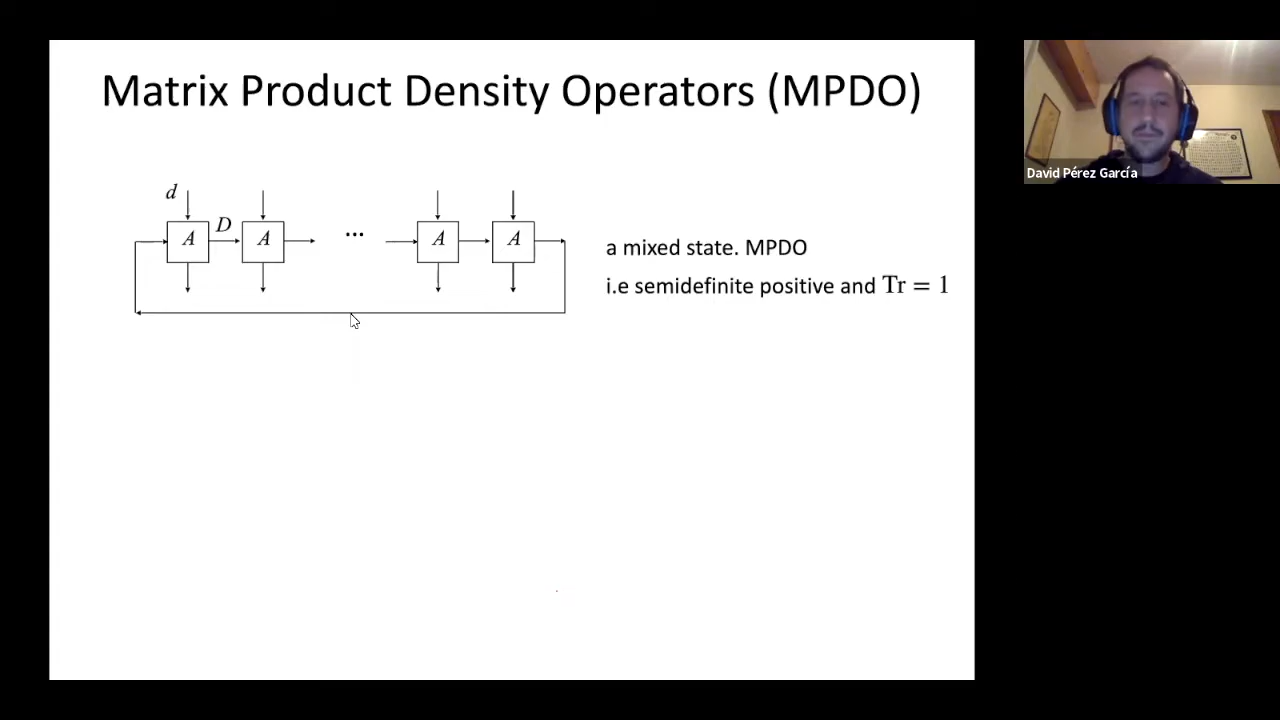 Matrix Product Density Operators (MPDO)
d
D
A A ... A A
a mixed state. MPDO
i.e semidefinite positive and Tr = 1
David Pérez García